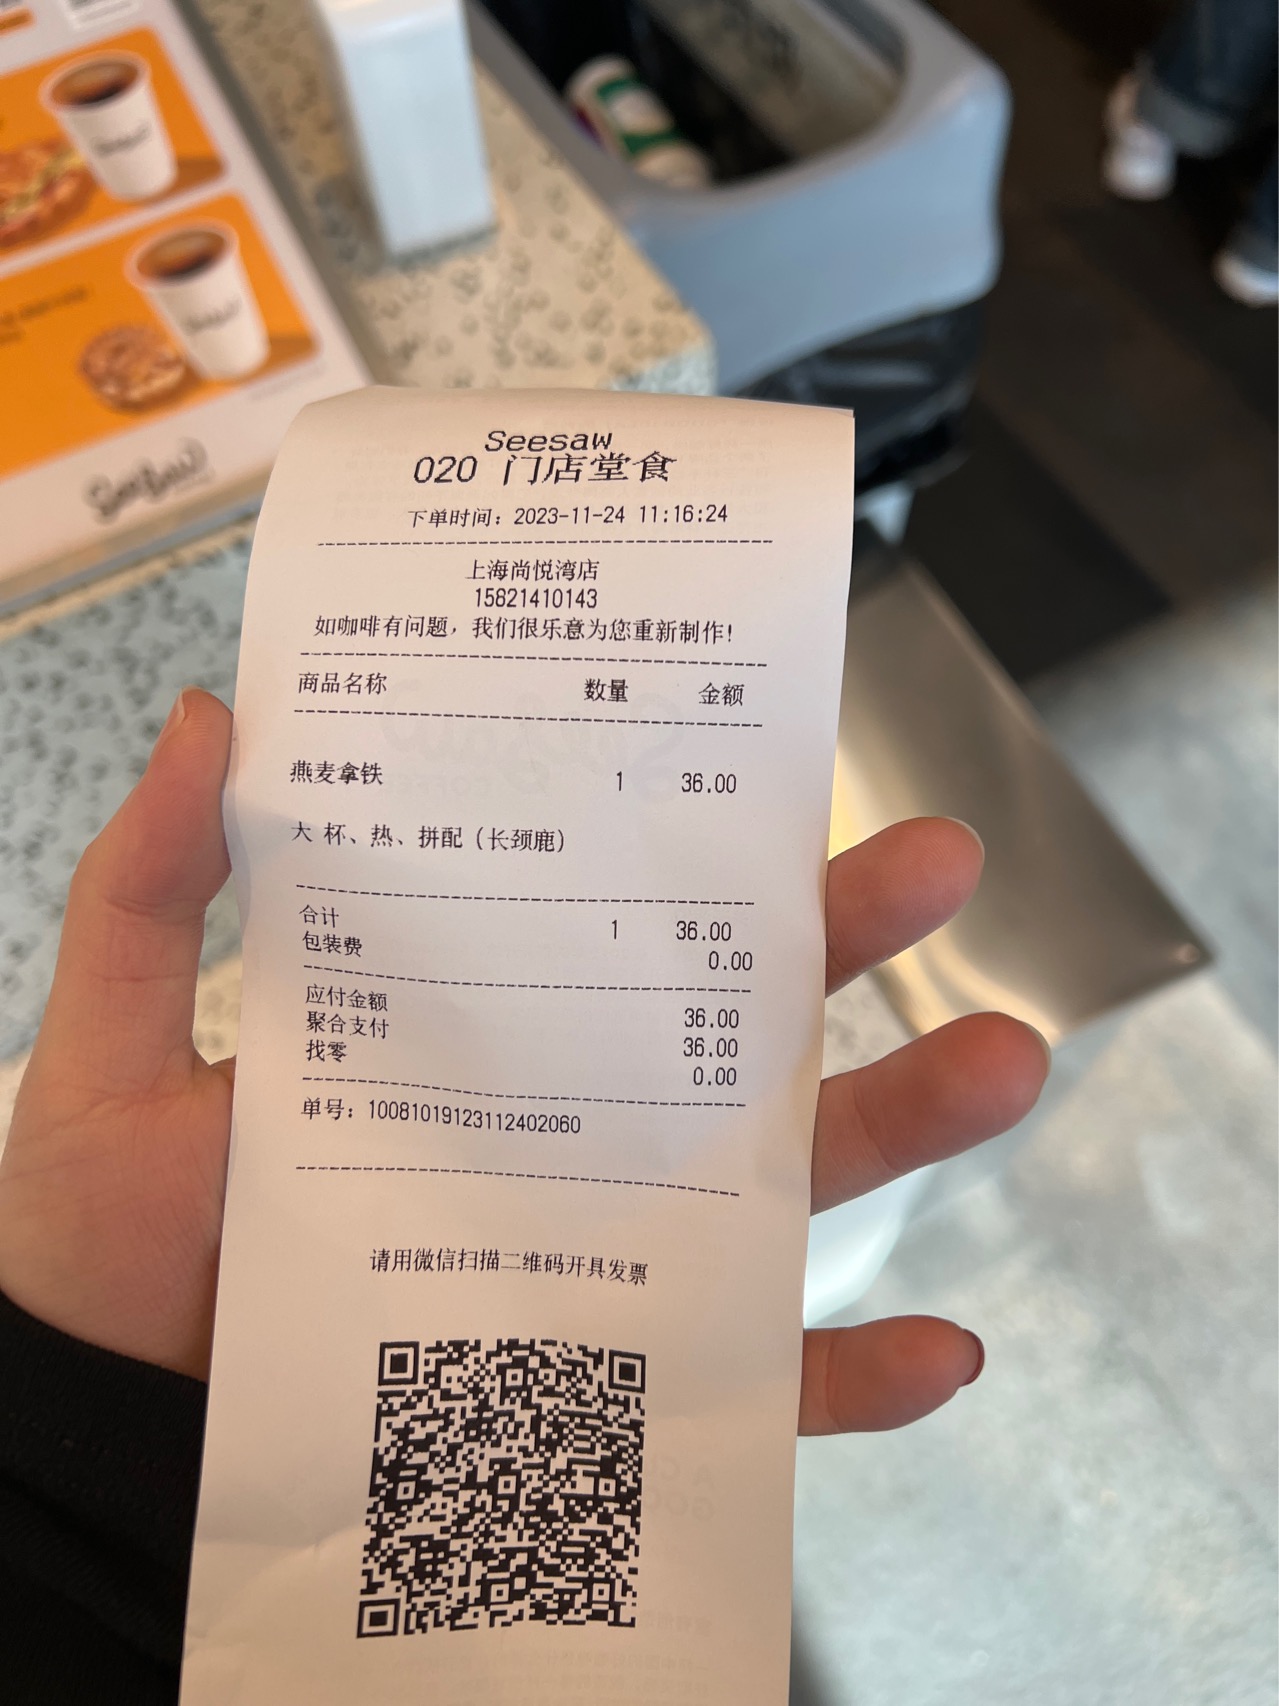 Seesaw
Seesaw
020 门店堂食
下单时间：2023-11-24 11:16:24
上海尚悦湾店
15821410143
如咖啡有问题，我们很乐意为您重新制作！
商品名称 数量 金额
燕麦拿铁 1 36.00
大 杯、热、拼配（长颈鹿）
合计 1 36.00
包装费 0.00
应付金额 36.00
聚合支付 36.00
找零 0.00
单号：10081019123112402060
请用微信扫描二维码开具发票